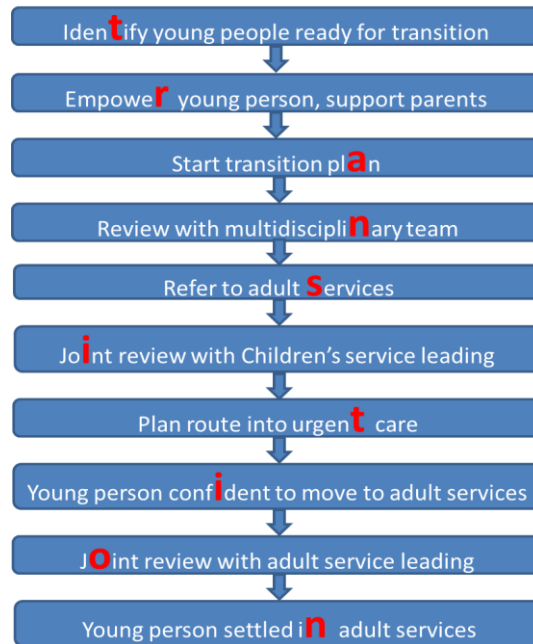 Identify young people ready for transition
Empower young person, support parents
Start transition plan
Review with multidisciplinary team
Refer to adult services
Joint review with Children's service leading
Plan route into urgent care
Young person confident to move to adult services
Joint review with adult service leading
Young person settled in adult services